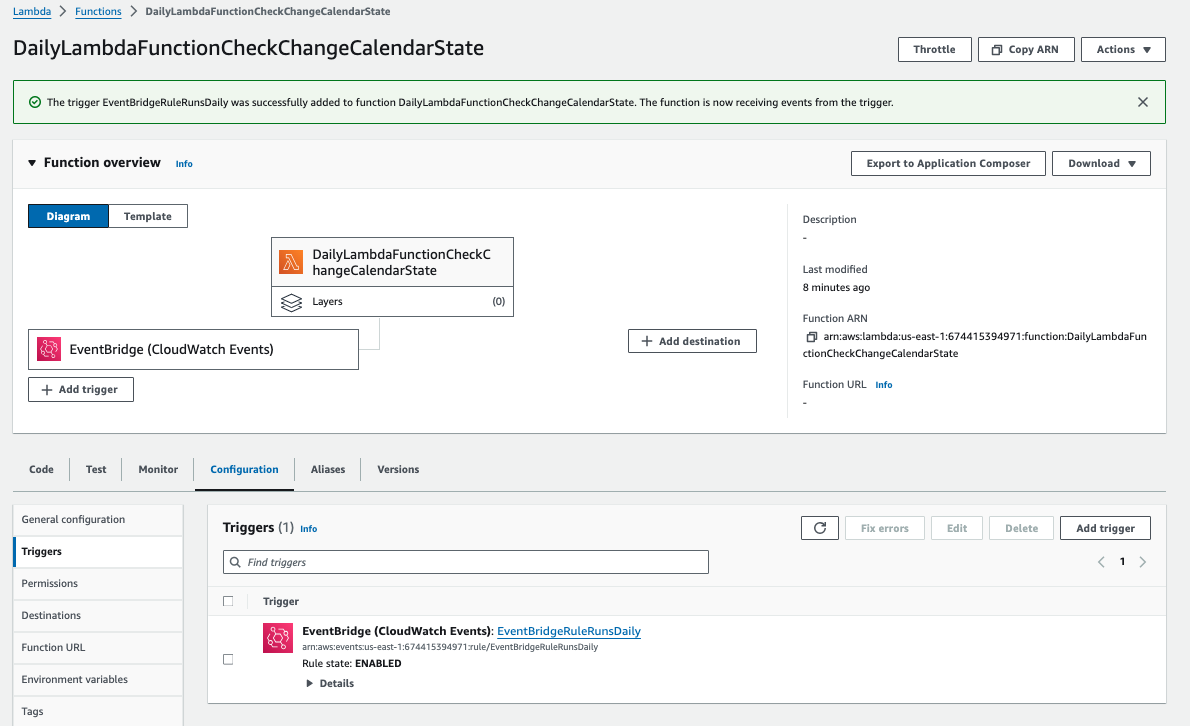 Lambda > Functions > DailyLambdaFunctionCheckChangeCalendarState
DailyLambdaFunctionCheckChangeCalendarState
Throttle
Copy ARN
Actions
The trigger EventBridgeRuleRunsDaily was successfully added to function DailyLambdaFunctionCheckChangeCalendarState. The function is now receiving events from the trigger.
Function overview Info
Export to Application Composer
Download
Diagram
Template
DailyLambdaFunctionCheckC
hangeCalendarState
Layers (0)
EventBridge (CloudWatch Events)
Add trigger
Add destination
Description
-
Last modified
8 minutes ago
Function ARN
arn:aws:lambda:us-east-1:674415394971:function:DailyLambdaFun
ctionCheckChangeCalendarState
Function URL Info
-
Code
Test
Monitor
Configuration
Aliases
Versions
General configuration
Triggers
Permissions
Destinations
Function URL
Environment variables
Tags
Triggers (1) Info
Fix errors
Edit
Delete
Add trigger
Find triggers
1
Trigger
EventBridge (CloudWatch Events): EventBridgeRuleRunsDaily
arn:aws:events:us-east-1:674415394971:rule/EventBridgeRuleRunsDaily
Rule state: ENABLED
Details